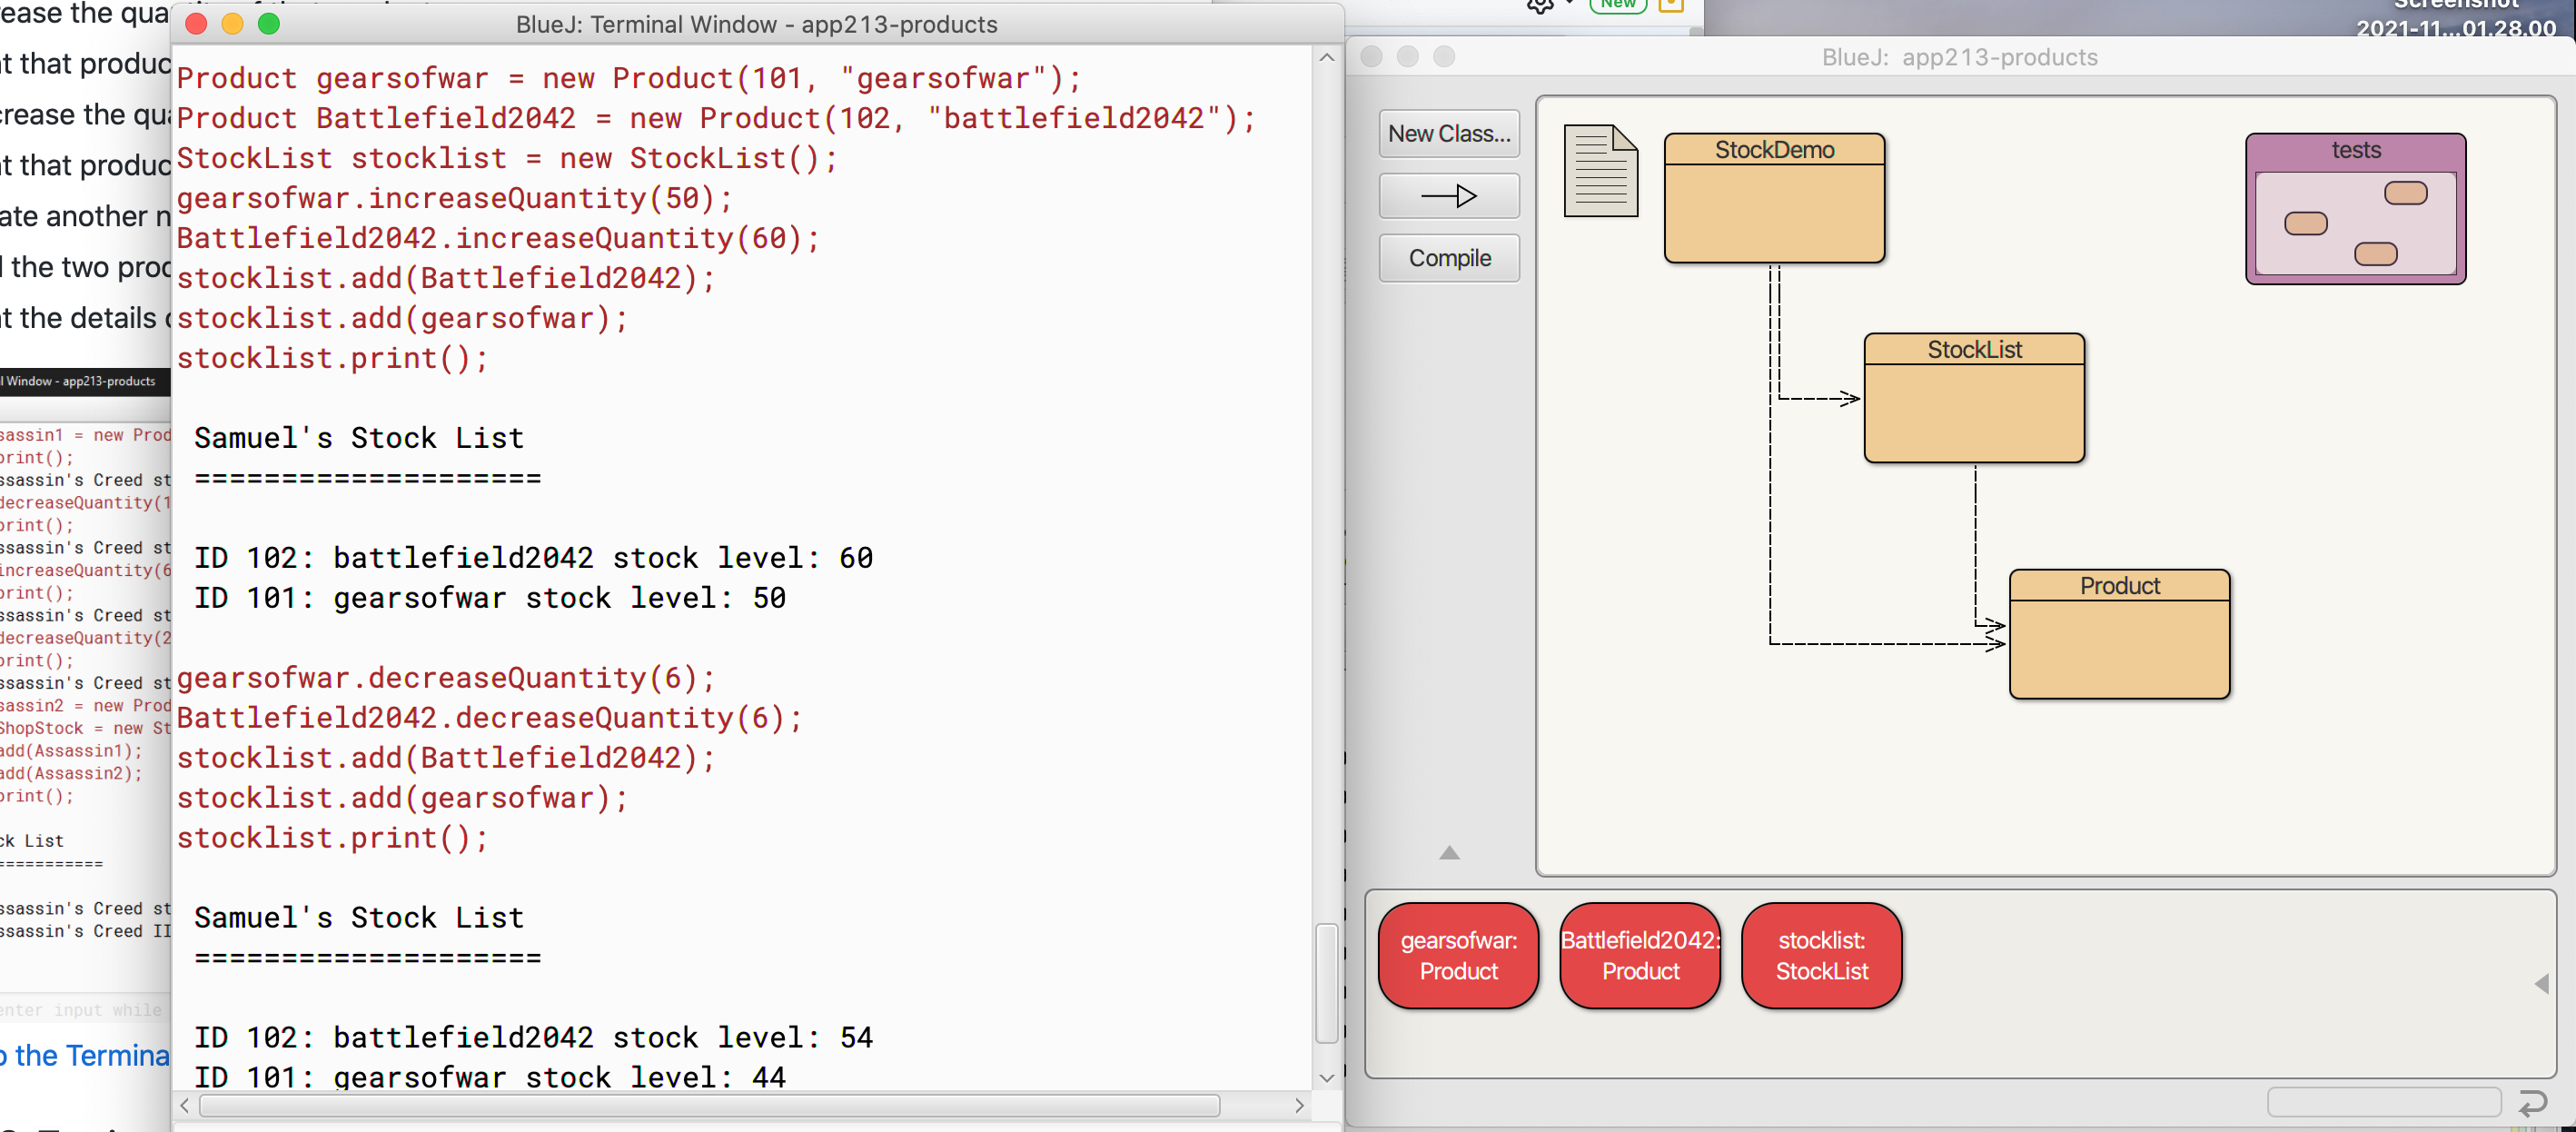 ease the qu
t that produc
crease the qua
t that produc
ate another n
l the two proc
t the details
l Window - app213-products
sassin1 = new Prod
print();
ssassin's Creed st
decreaseQuantity(1
print();
ssassin's Creed st
increaseQuantity(6
print();
ssassin's Creed st
decreaseQuantity(2
print();
ssassin's Creed st
sassin2 = new Prod
ShopStock = new St
add(Assassin1);
add(Assassin2);
print();
ck List
===========
ssassin's Creed st
ssassin's Creed II
enter input while
the Termina
BlueJ: Terminal Window - app213-products
Product gearsofwar = new Product(101, "gearsofwar");
Product Battlefield2042 = new Product(102, "battlefield2042");
StockList stocklist = new StockList();
gearsofwar.increaseQuantity(50);
Battlefield2042.increaseQuantity(60);
stocklist.add(Battlefield2042);
stocklist.add(gearsofwar);
stocklist.print();
Samuel's Stock List
====================
ID 102: battlefield2042 stock level: 60
ID 101: gearsofwar stock level: 50
gearsofwar.decreaseQuantity(6);
Battlefield2042.decreaseQuantity(6);
stocklist.add(Battlefield2042);
stocklist.add(gearsofwar);
stocklist.print();
Samuel's Stock List
====================
ID 102: battlefield2042 stock level: 54
ID 101: gearsofwar stock level: 44
New
Screenshot
2021-11...01.28.00
BlueJ: app213-products
New Class...
Compile
StockDemo
tests
StockList
Product
gearsofwar:
Product
Battlefield2042:
Product
stocklist:
StockList